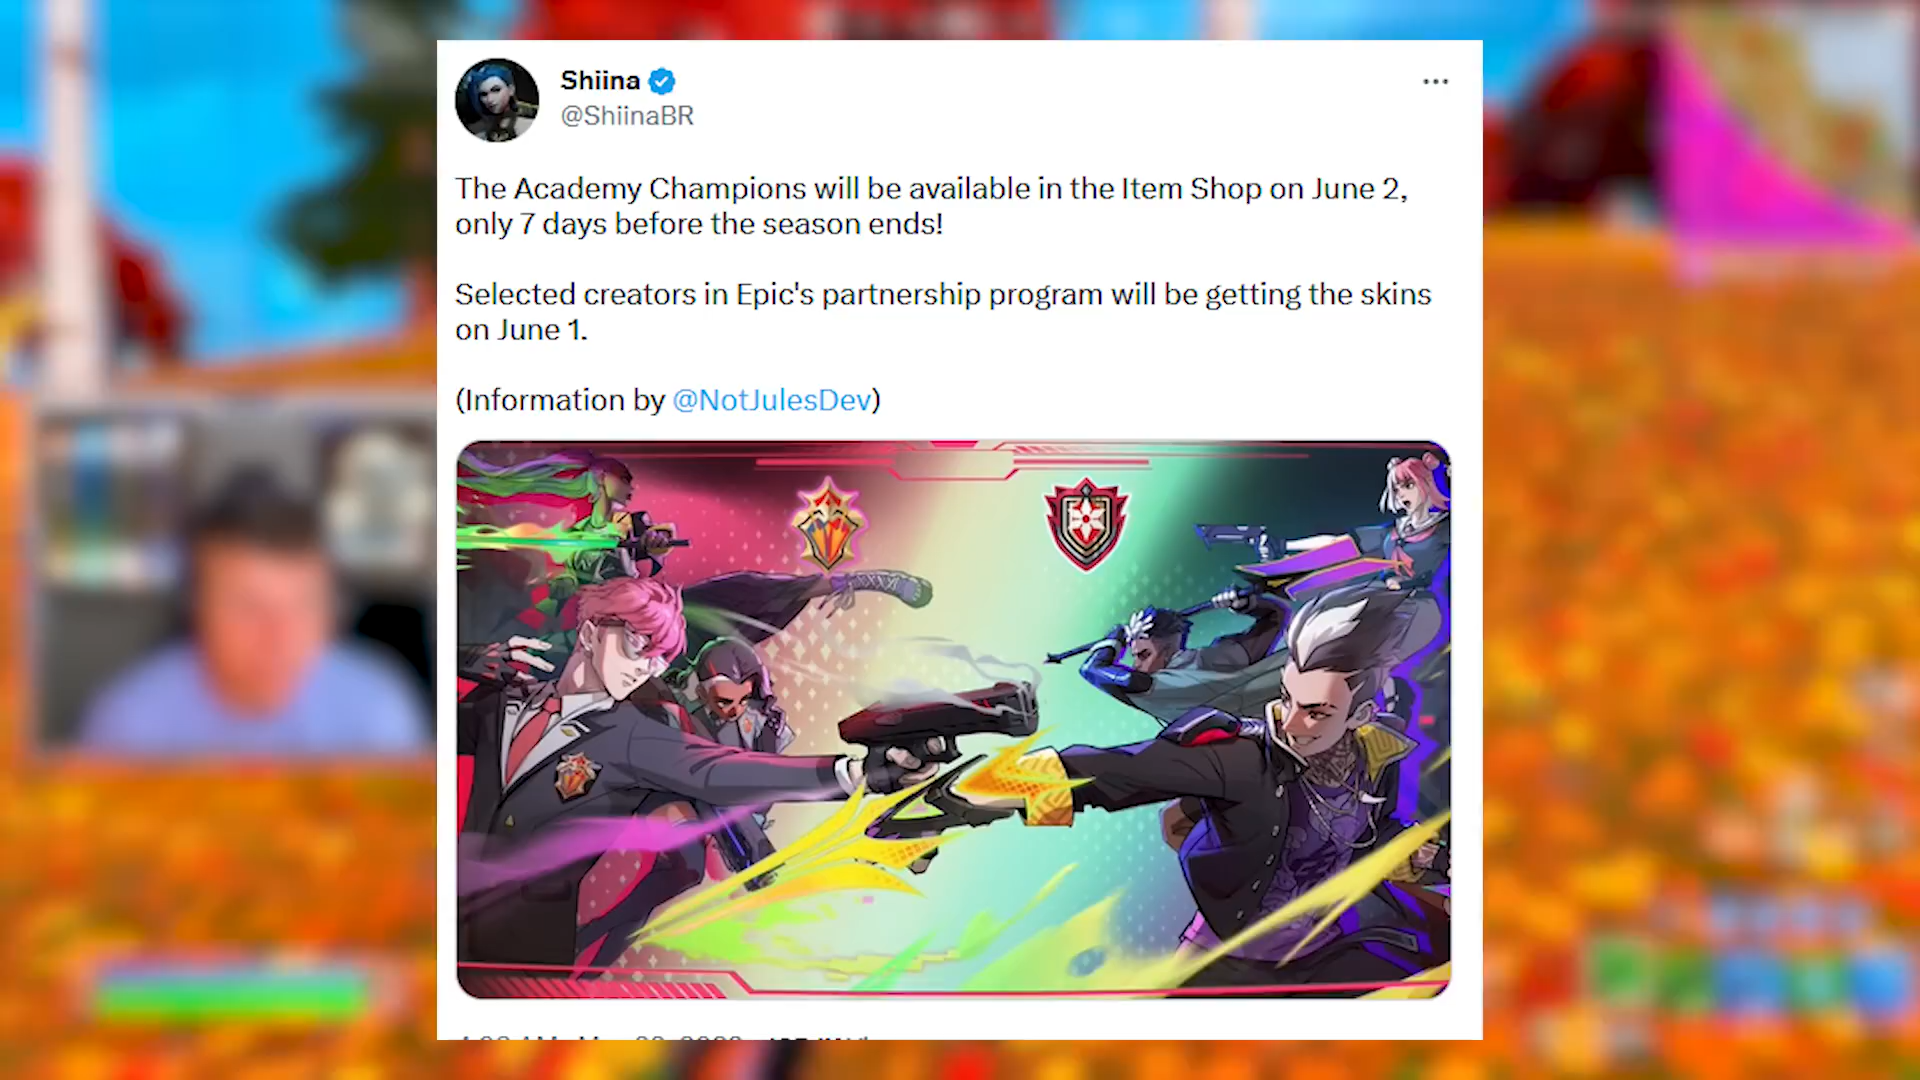 Shiina
@ShiinaBR
The Academy Champions will be available in the Item Shop on June 2,
only 7 days before the season ends!
Selected creators in Epic's partnership program will be getting the skins
on June 1.
(Information by @NotJulesDev)